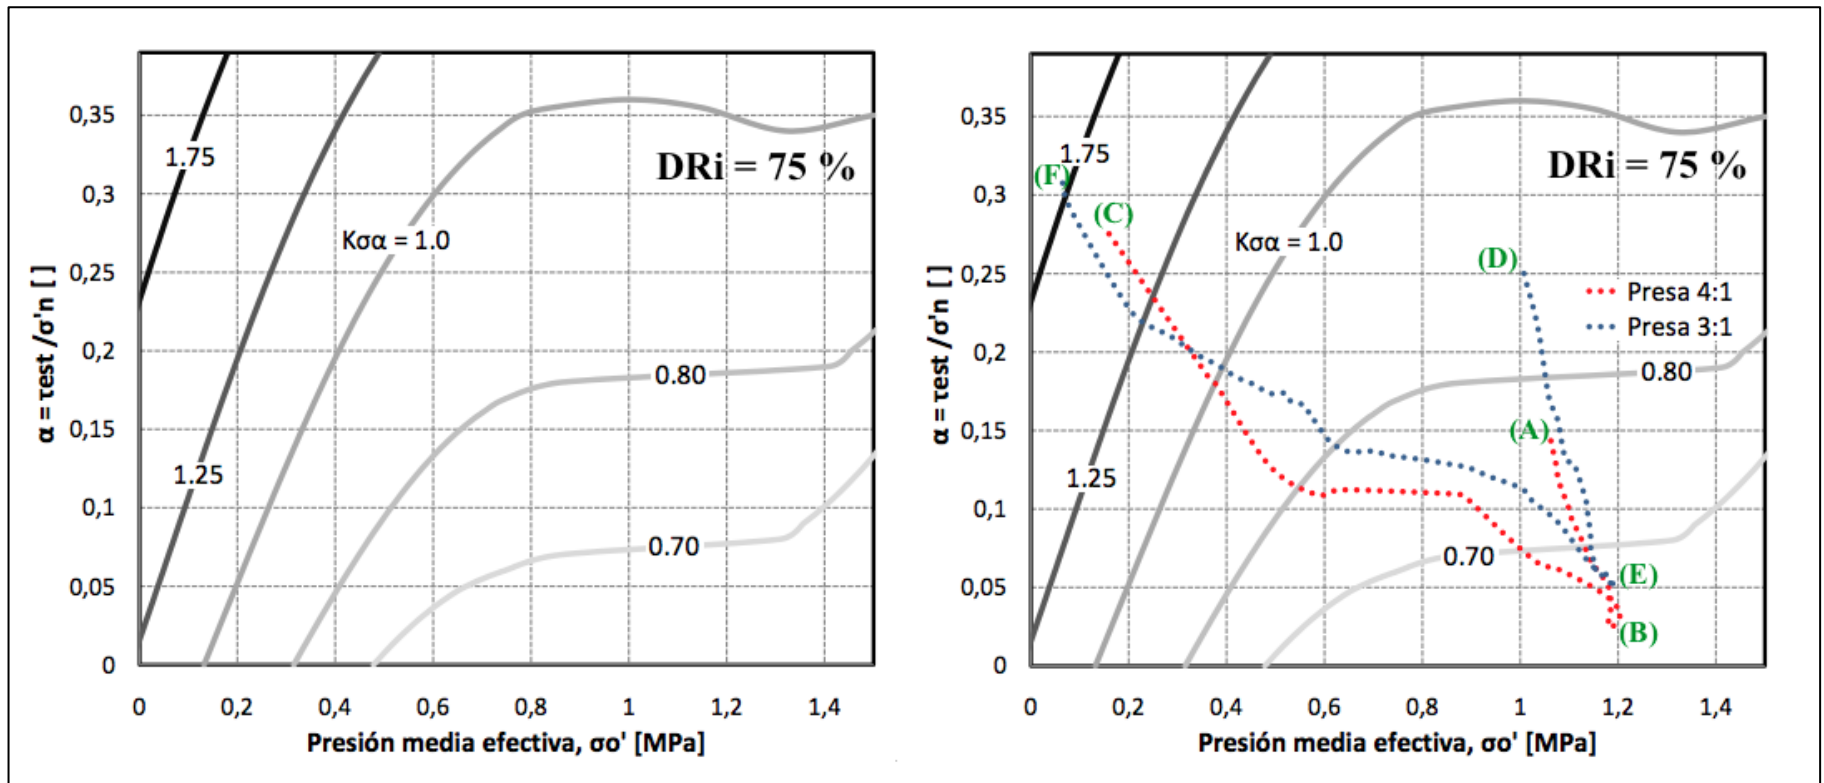 DRi = 75 %
α = τest /σ'n [ ]
0,35
0,3
0,25
0,2
0,15
0,1
0,05
0
1.75
1.25
Kσα = 1.0
0.80
0.70
0
0,2
0,4
0,6
0,8
1
1,2
1,4
Presión media efectiva, σo' [MPa]
DRi = 75 %
α = τest /σ'n [ ]
0,35
0,3
0,25
0,2
0,15
0,1
0,05
0
1.75
(F)
(C)
Kσα = 1.0
(D)
Presa 4:1
Presa 3:1
0.80
(A)
1.25
0.70
(E)
(B)
0
0,2
0,4
0,6
0,8
1
1,2
1,4
Presión media efectiva, σo' [MPa]